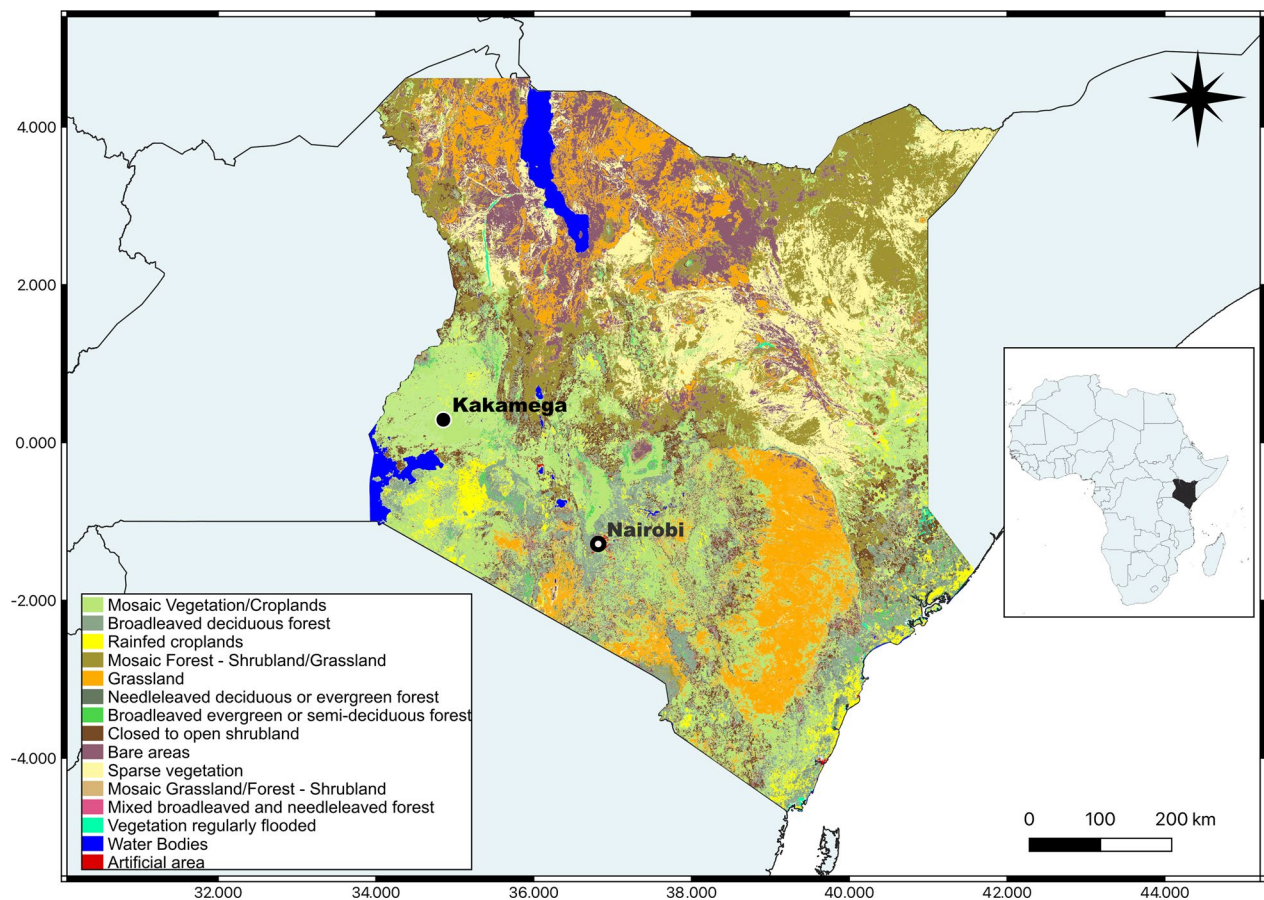 4.000
2.000
Kakamega
0.000
Nairobi
-2.000
Mosaic Vegetation/Croplands
Broadleaved deciduous forest
Rainfed croplands
Mosaic Forest - Shrubland/Grassland
Grassland
Needleleaved deciduous or evergreen forest
Broadleaved evergreen or semi-deciduous forest
Closed to open shrubland
Bare areas
Sparse vegetation
Mosaic Grassland/Forest - Shrubland
Mixed broadleaved and needleleaved forest
Vegetation regularly flooded
Water Bodies
Artificial area
-4.000
0 100 200 km
32.000 34.000 36.000 38.000 40.000 42.000 44.000